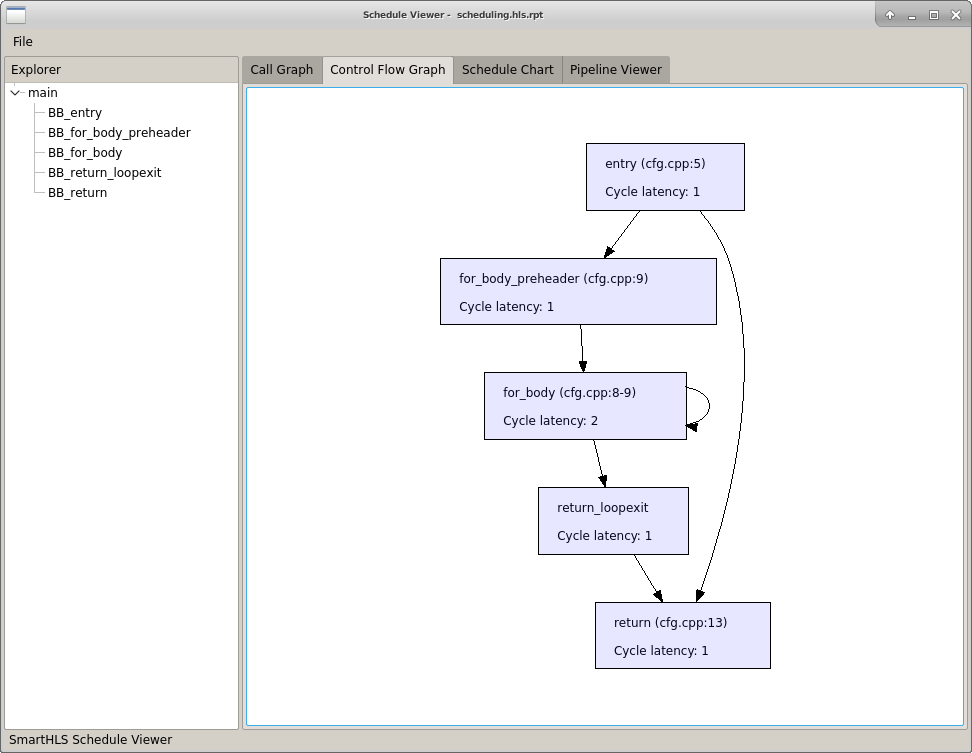 Schedule Viewer - scheduling.hls.rpt
File
Explorer
main
BB_entry
BB_for_body_preheader
BB_for_body
BB_return_loopexit
BB_return
Call Graph
Control Flow Graph
Schedule Chart
Pipeline Viewer
entry (cfg.cpp:5)
Cycle latency: 1
for_body_preheader (cfg.cpp:9)
Cycle latency: 1
for_body (cfg.cpp:8-9)
Cycle latency: 2
return_loopexit
Cycle latency: 1
return (cfg.cpp:13)
Cycle latency: 1
SmartHLS Schedule Viewer